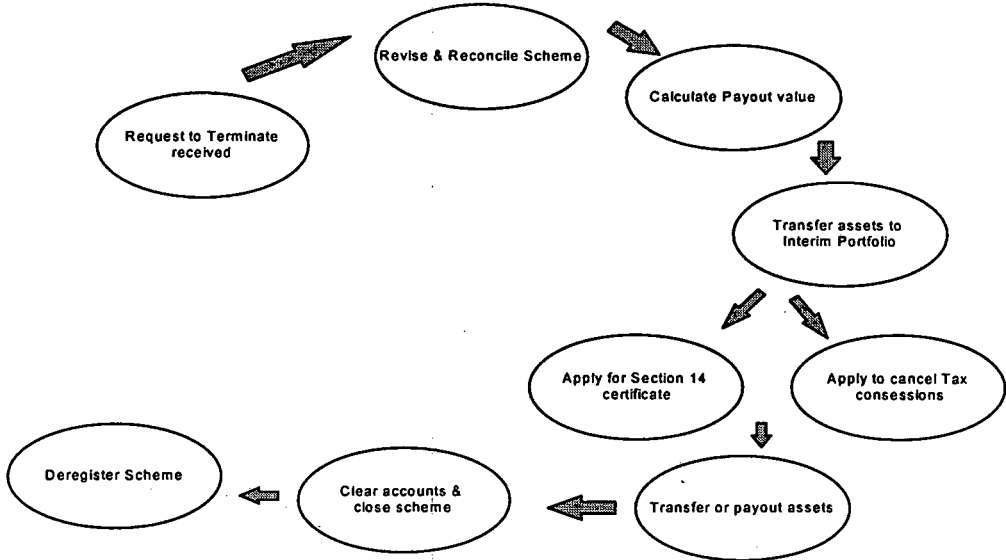 Request to Terminate
received
Revise & Reconcile Scheme
Calculate Payout value
Transfer assets to
Interim Portfolio
Apply for Section 14
certificate
Apply to cancel Tax
consessions
Transfer or payout assets
Clear accounts &
close scheme
Deregister Scheme